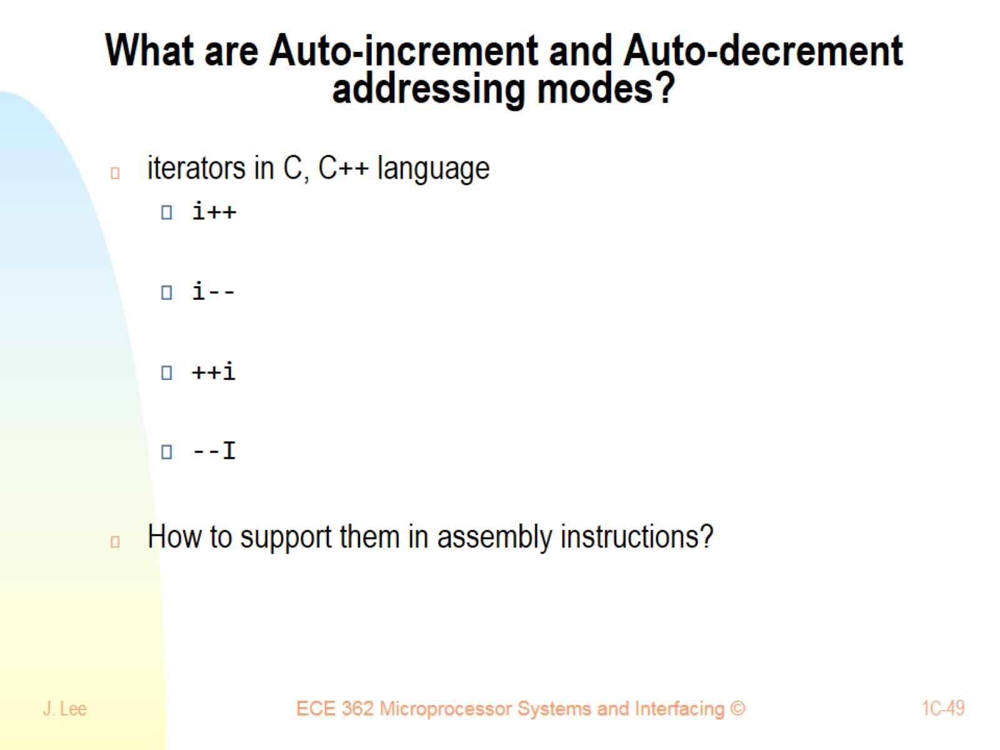 What are Auto-increment and Auto-decrement
addressing modes?
iterators in C, C++ language
i++
i--
++i
--I
How to support them in assembly instructions?
J. Lee
ECE 362 Microprocessor Systems and Interfacing ©
1C-49